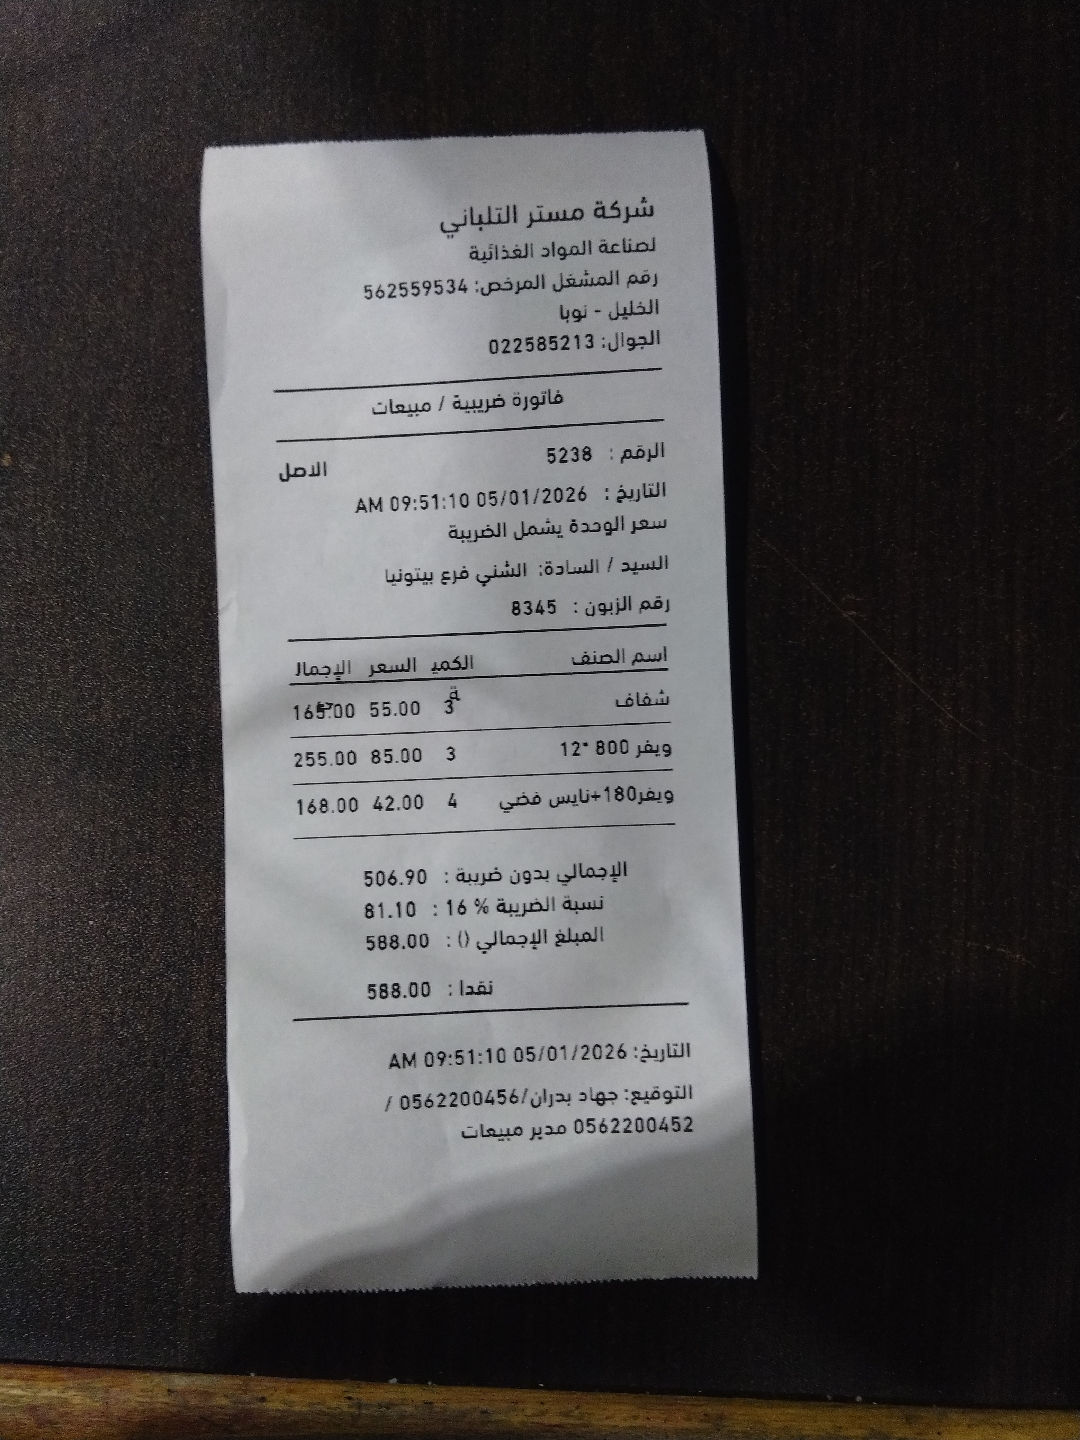 شركة مستر التلباني
لصناعة المواد الغذائية
رقم المشغل المرخص: 562559534
الخليل - نوبا
الجوال: 022585213
فاتورة ضريبية / مبيعات
الرقم : 5238 الاصل
التاريخ : 05/01/2026 09:51:10 AM
سعر الوحدة يشمل الضريبة
السيد / السادة: الشني فرع بيتونيا
رقم الزبون : 8345
اسم الصنف الكمية السعر الإجمالي
شفاف 3 55.00 165.00
ويفر 800 *12 3 85.00 255.00
ويفر180+نايس فضي 4 42.00 168.00
الإجمالي بدون ضريبة : 506.90
نسبة الضريبة % 16 : 81.10
المبلغ الإجمالي () : 588.00
نقدا : 588.00
التاريخ: 05/01/2026 09:51:10 AM
التوقيع: جهاد بدران/0562200456 /
0562200452 مدير مبيعات